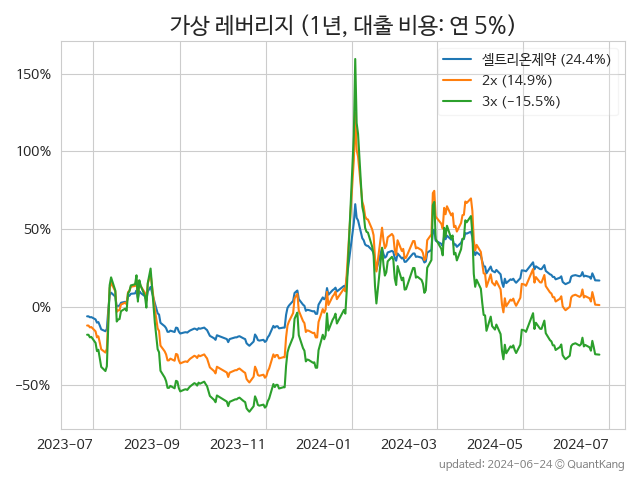 가상 레버리지 (1년, 대출 비용: 연 5%)
셀트리온제약 (24.4%)
2x (14.9%)
3x (−15.5%)
150%
100%
50%
0%
−50%
2023-07 2023-09 2023-11 2024-01 2024-03 2024-05 2024-07
updated: 2024-06-24 ⓒ QuantKang